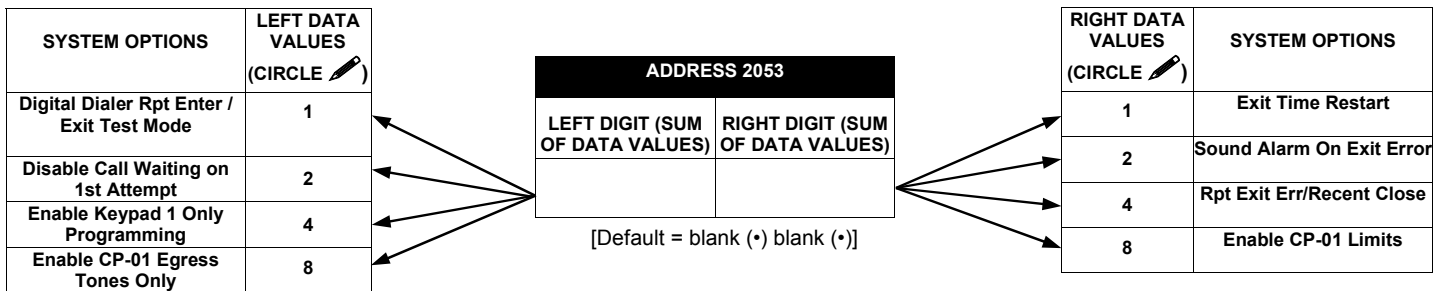 SYSTEM OPTIONS
LEFT DATA
VALUES
(CIRCLE )
Digital Dialer Rpt Enter /
Exit Test Mode
1
Disable Call Waiting on
1st Attempt
2
Enable Keypad 1 Only
Programming
4
Enable CP-01 Egress
Tones Only
8
ADDRESS 2053
LEFT DIGIT (SUM
OF DATA VALUES)
RIGHT DIGIT (SUM
OF DATA VALUES)
[Default = blank (•) blank (•)]
RIGHT DATA
VALUES
(CIRCLE )
SYSTEM OPTIONS
1
Exit Time Restart
2
Sound Alarm On Exit Error
4
Rpt Exit Err/Recent Close
8
Enable CP-01 Limits